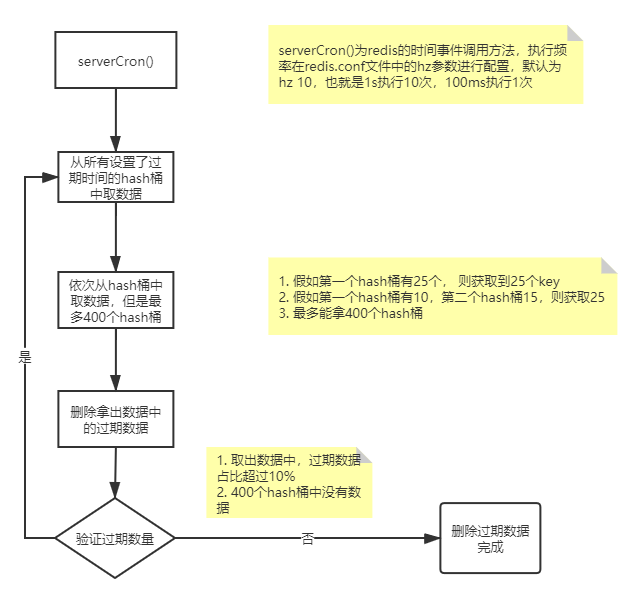 serverCron()
serverCron()为redis的时间事件调用方法，执行频
率在redis.conf文件中的hz参数进行配置，默认为
hz 10，也就是1s执行10次，100ms执行1次
从所有设置了过
期时间的hash桶
中取数据
依次从hash桶中
取数据，但是最
多400个hash桶
1. 假如第一个hash桶有25个， 则获取到25个key
2. 假如第一个hash桶有10，第二个hash桶15，则获取25
3. 最多能拿400个hash桶
是
删除拿出数据中
的过期数据
1. 取出数据中，过期数据
占比超过10%
2. 400个hash桶中没有数
据
验证过期数量
否
删除过期数据
完成